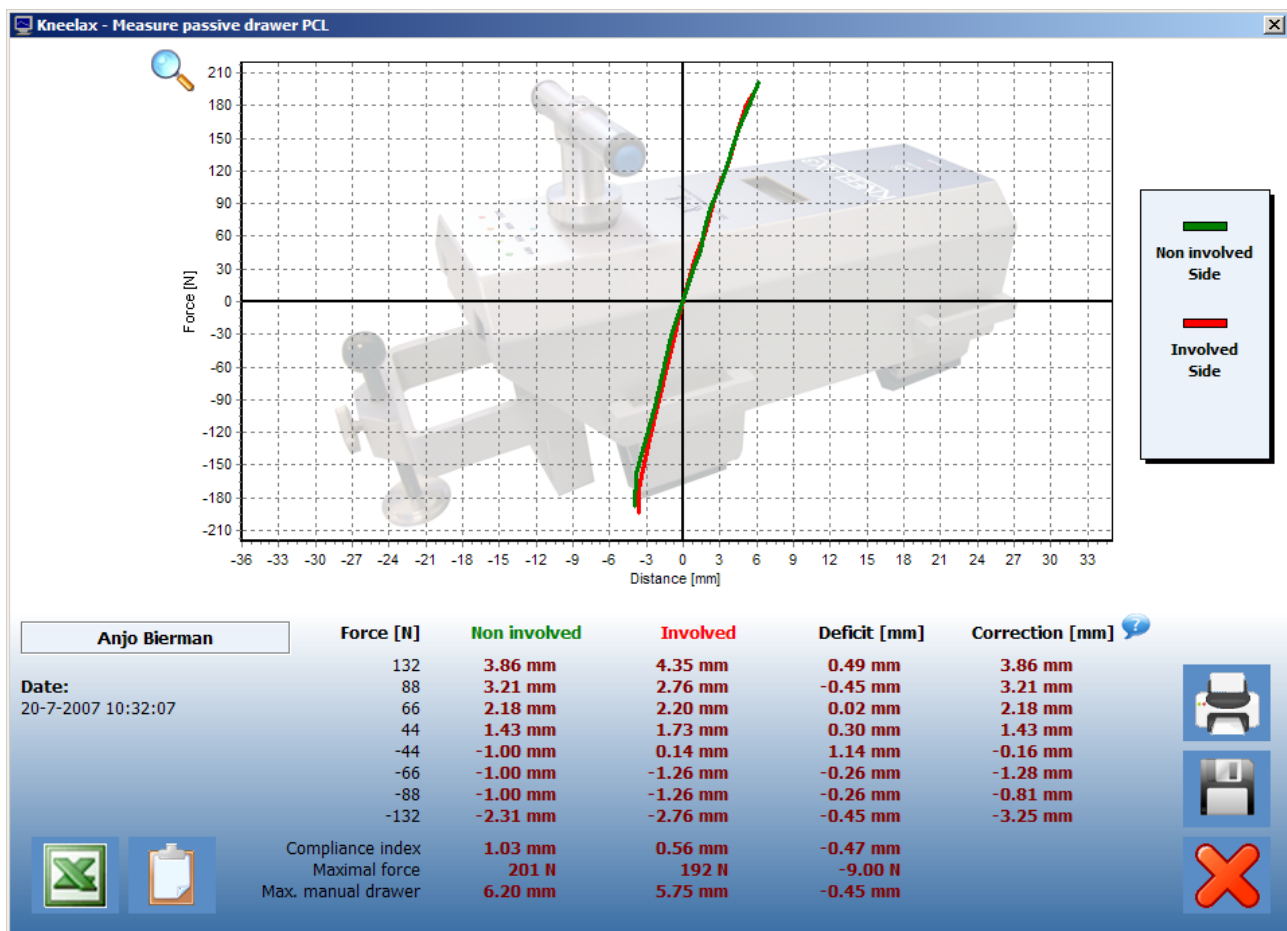 Kneelax - Measure passive drawer PCL
210
180
150
120
90
60
30
0
-30
-60
-90
-120
-150
-180
-210
Force [N]
-36 -33 -30 -27 -24 -21 -18 -15 -12 -9 -6 -3 0 3 6 9 12 15 18 21 24 27 30 33
Distance [mm]
Non involved
Side
Involved
Side
Anjo Bierman
Date:
20-7-2007 10:32:07
Force [N] Non involved Involved Deficit [mm] Correction [mm] ?
132 3.86 mm 4.35 mm 0.49 mm 3.86 mm
88 3.21 mm 2.76 mm -0.45 mm 3.21 mm
66 2.18 mm 2.20 mm 0.02 mm 2.18 mm
44 1.43 mm 1.73 mm 0.30 mm 1.43 mm
-44 -1.00 mm 0.14 mm 1.14 mm -0.16 mm
-66 -1.00 mm -1.26 mm -0.26 mm -1.28 mm
-88 -1.00 mm -1.26 mm -0.26 mm -0.81 mm
-132 -2.31 mm -2.76 mm -0.45 mm -3.25 mm
Compliance index 1.03 mm 0.56 mm -0.47 mm
Maximal force 201 N 192 N -9.00 N
Max. manual drawer 6.20 mm 5.75 mm -0.45 mm